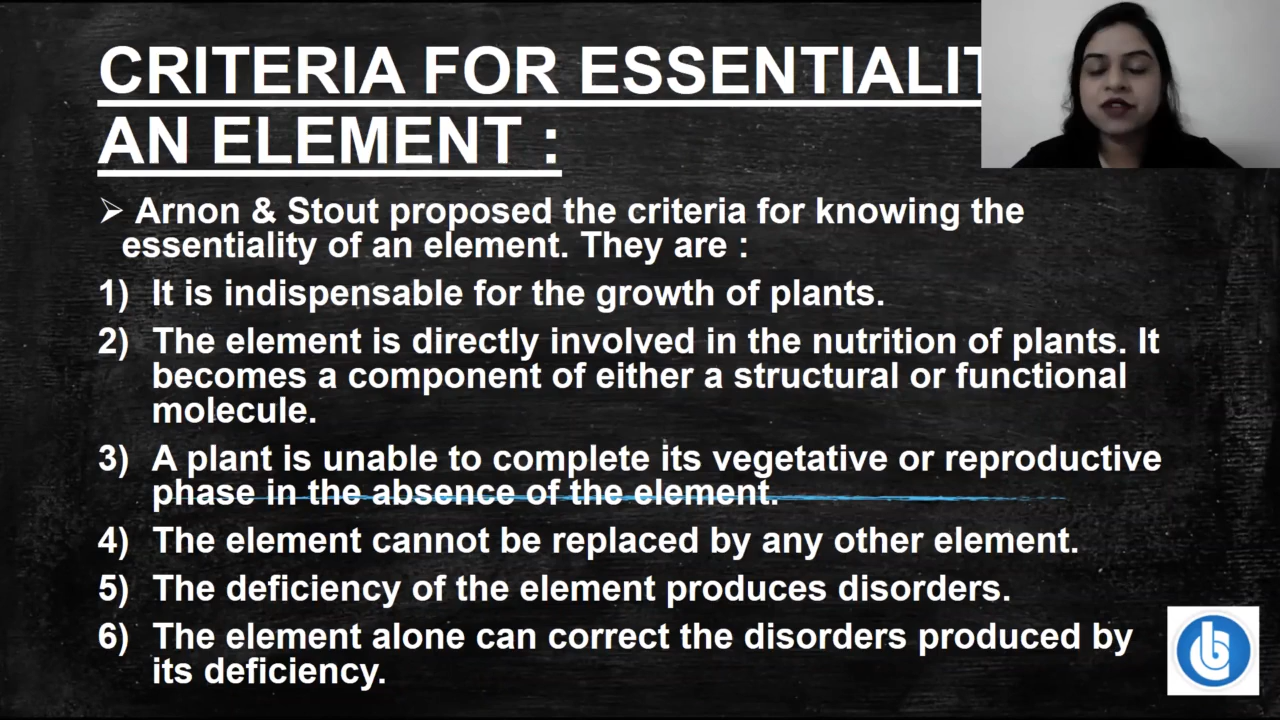 CRITERIA FOR ESSENTIALIT
AN ELEMENT :
➢ Arnon & Stout proposed the criteria for knowing the
essentiality of an element. They are :
1) It is indispensable for the growth of plants.
2) The element is directly involved in the nutrition of plants. It
becomes a component of either a structural or functional
molecule.
3) A plant is unable to complete its vegetative or reproductive
phase in the absence of the element.
4) The element cannot be replaced by any other element.
5) The deficiency of the element produces disorders.
6) The element alone can correct the disorders produced by
its deficiency.